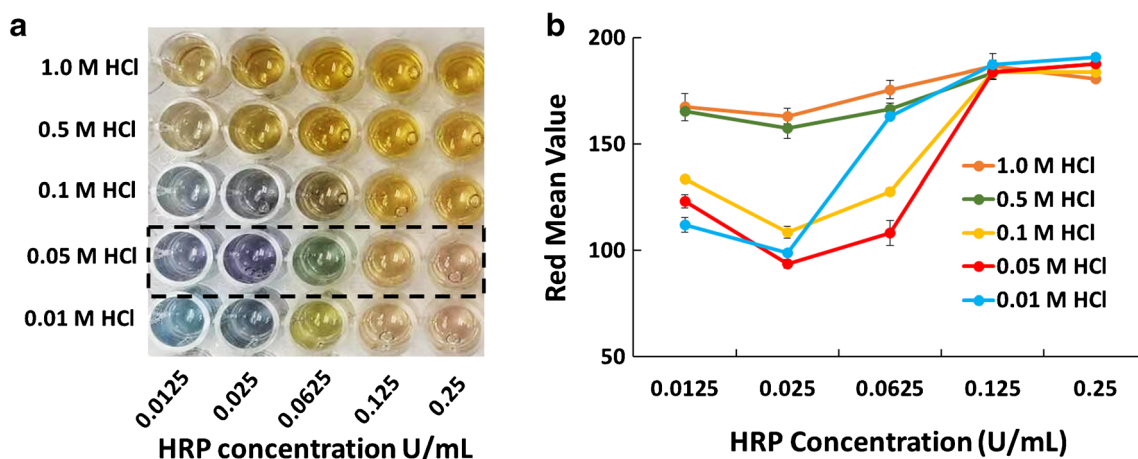 a
1.0 M HCl
0.5 M HCl
0.1 M HCl
0.05 M HCl
0.01 M HCl
0.0125
0.025
0.0625
0.125
0.25
HRP concentration U/mL
b
200
150
100
50
Red Mean Value
1.0 M HCl
0.5 M HCl
0.1 M HCl
0.05 M HCl
0.01 M HCl
0.0125
0.025
0.0625
0.125
0.25
HRP Concentration (U/mL)